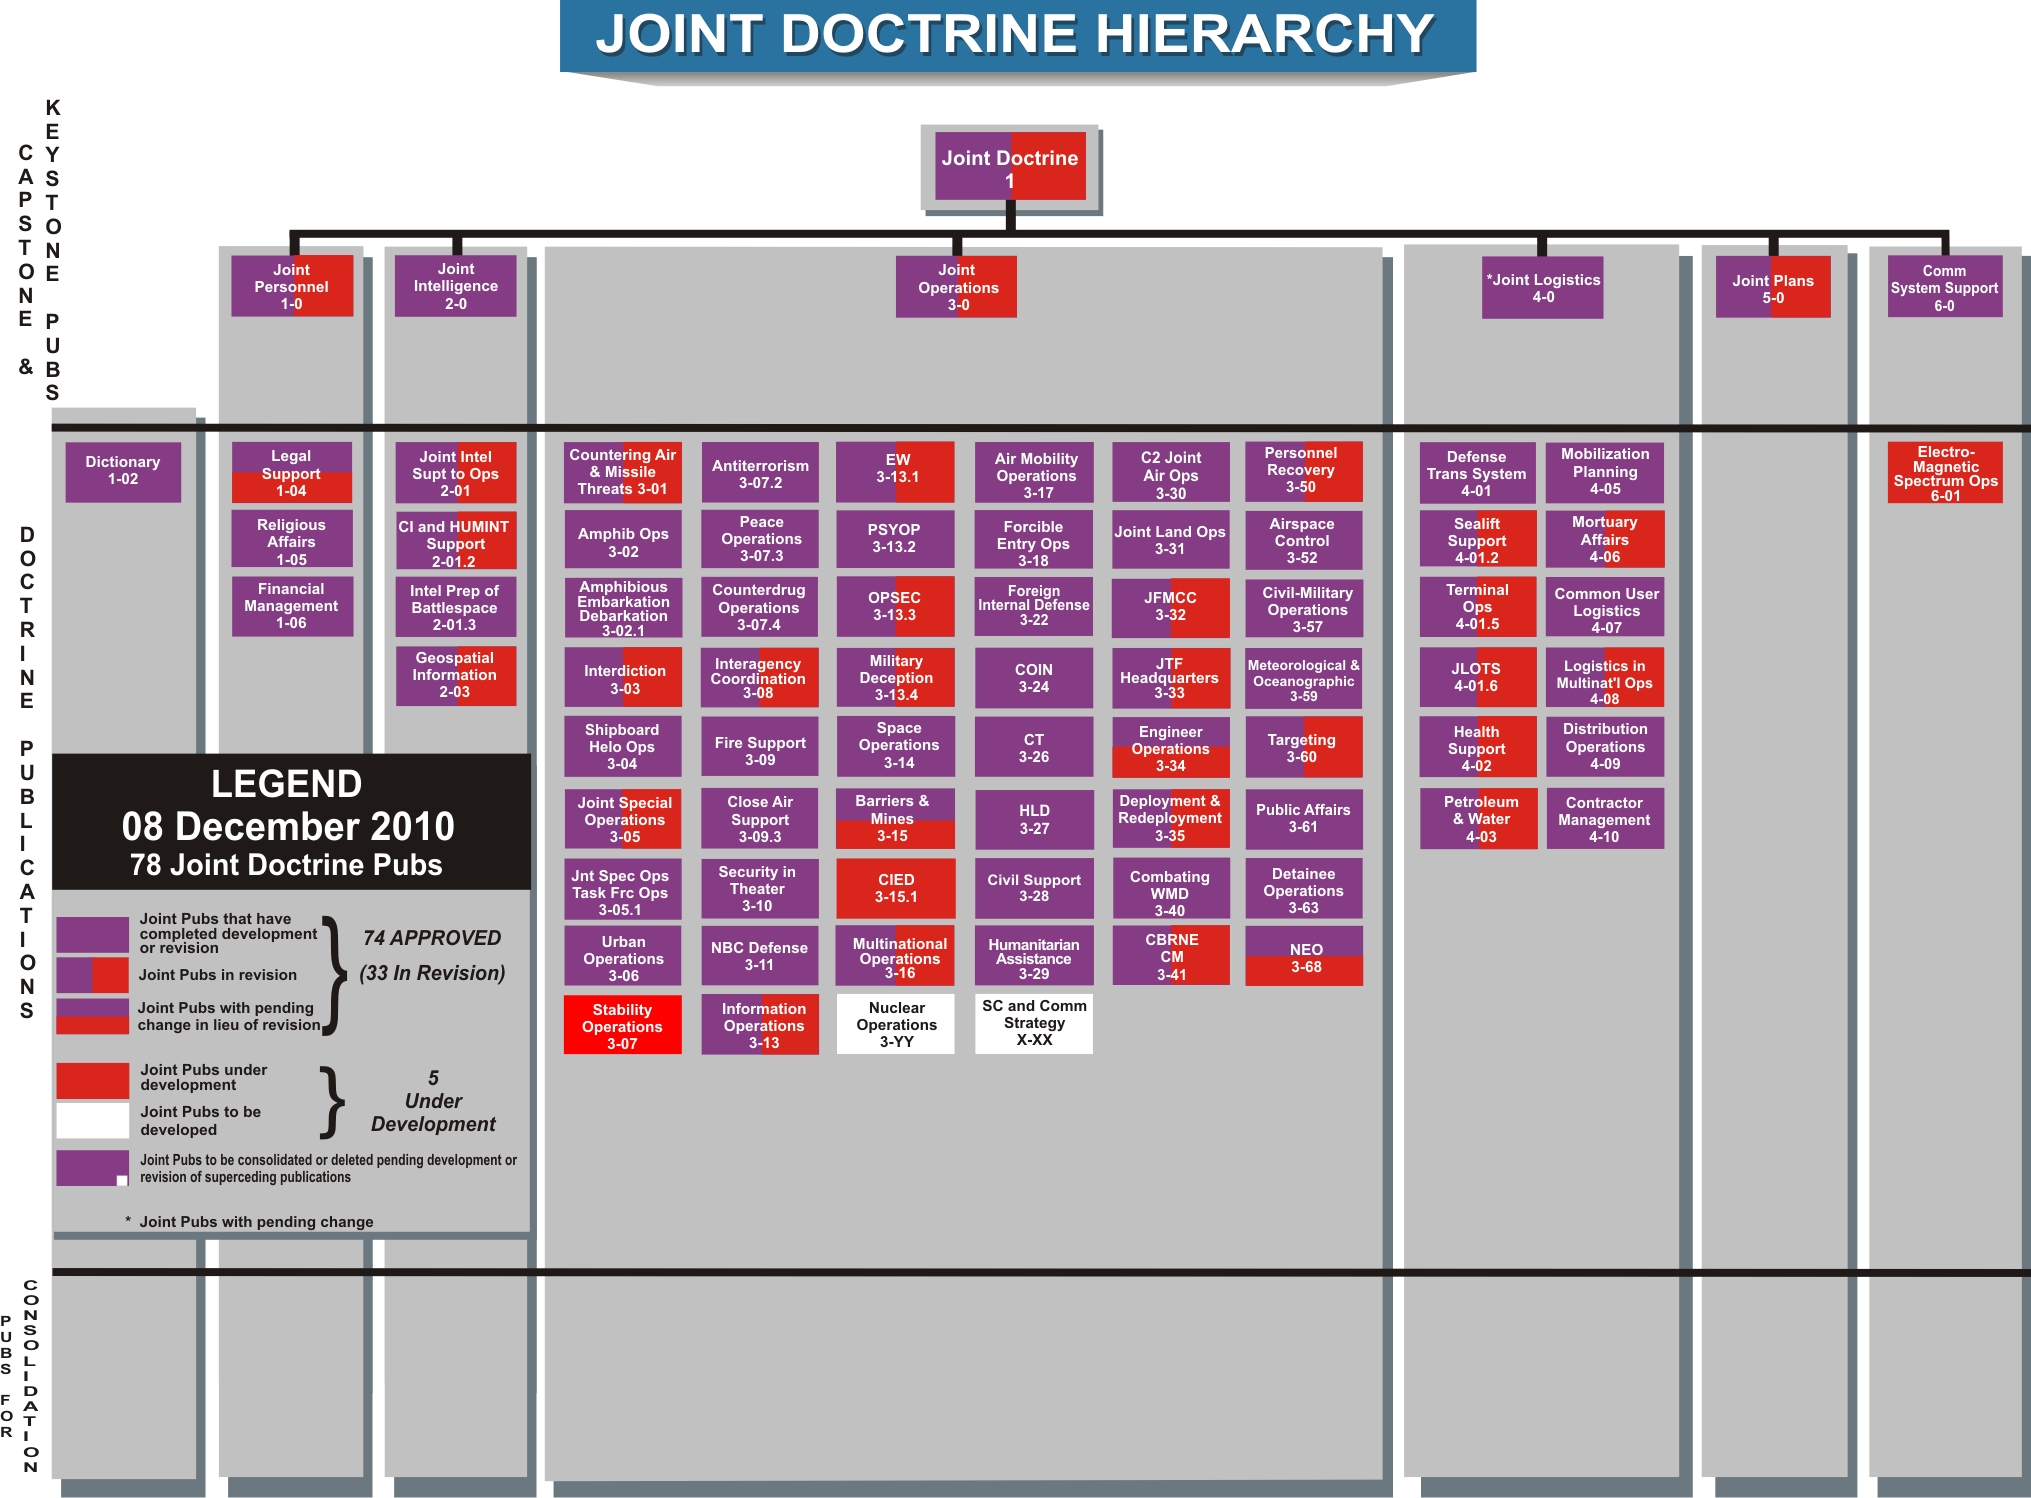 JOINT DOCTRINE HIERARCHY
CAPSTONE &
KEYSTONE PUBS
Joint Doctrine
1
Joint
Personnel
1-0
Joint
Intelligence
2-0
Joint
Operations
3-0
*Joint Logistics
4-0
Joint Plans
5-0
Comm
System Support
6-0
DOCTRINE PUBLICATIONS
Dictionary
1-02
Legal
Support
1-04
Religious
Affairs
1-05
Financial
Management
1-06
Joint Intel
Supt to Ops
2-01
CI and HUMINT
Support
2-01.2
Intel Prep of
Battlespace
2-01.3
Geospatial
Information
2-03
Countering Air
& Missile
Threats 3-01
Amphib Ops
3-02
Amphibious
Embarkation
Debarkation
3-02.1
Interdiction
3-03
Shipboard
Helo Ops
3-04
Joint Special
Operations
3-05
Jnt Spec Ops
Task Frc Ops
3-05.1
Urban
Operations
3-06
Stability
Operations
3-07
Antiterrorism
3-07.2
Peace
Operations
3-07.3
Counterdrug
Operations
3-07.4
Interagency
Coordination
3-08
Fire Support
3-09
Close Air
Support
3-09.3
Security in
Theater
3-10
NBC Defense
3-11
Information
Operations
3-13
EW
3-13.1
PSYOP
3-13.2
OPSEC
3-13.3
Military
Deception
3-13.4
Space
Operations
3-14
Barriers &
Mines
3-15
CIED
3-15.1
Multinational
Operations
3-16
Nuclear
Operations
3-YY
Air Mobility
Operations
3-17
Forcible
Entry Ops
3-18
Foreign
Internal Defense
3-22
COIN
3-24
CT
3-26
HLD
3-27
Civil Support
3-28
Humanitarian
Assistance
3-29
SC and Comm
Strategy
X-XX
C2 Joint
Air Ops
3-30
Joint Land Ops
3-31
JFMCC
3-32
JTF
Headquarters
3-33
Engineer
Operations
3-34
Deployment &
Redeployment
3-35
Combating
WMD
3-40
CBRNE
CM
3-41
Personnel
Recovery
3-50
Airspace
Control
3-52
Civil-Military
Operations
3-57
Meteorological &
Oceanographic
3-59
Targeting
3-60
Public Affairs
3-61
Detainee
Operations
3-63
NEO
3-68
Defense
Trans System
4-01
Sealift
Support
4-01.2
Terminal
Ops
4-01.5
JLOTS
4-01.6
Health
Support
4-02
Petroleum
& Water
4-03
Mobilization
Planning
4-05
Mortuary
Affairs
4-06
Common User
Logistics
4-07
Logistics in
Multinat'l Ops
4-08
Distribution
Operations
4-09
Contractor
Management
4-10
Electro-
Magnetic
Spectrum Ops
6-01
LEGEND
08 December 2010
78 Joint Doctrine Pubs
Joint Pubs that have
completed development
or revision
Joint Pubs in revision
Joint Pubs with pending
change in lieu of revision
74 APPROVED
(33 In Revision)
Joint Pubs under
development
Joint Pubs to be
developed
5
Under
Development
Joint Pubs to be consolidated or deleted pending development or
revision of superceding publications
* Joint Pubs with pending change
PUBS FOR
CONSOLIDATION